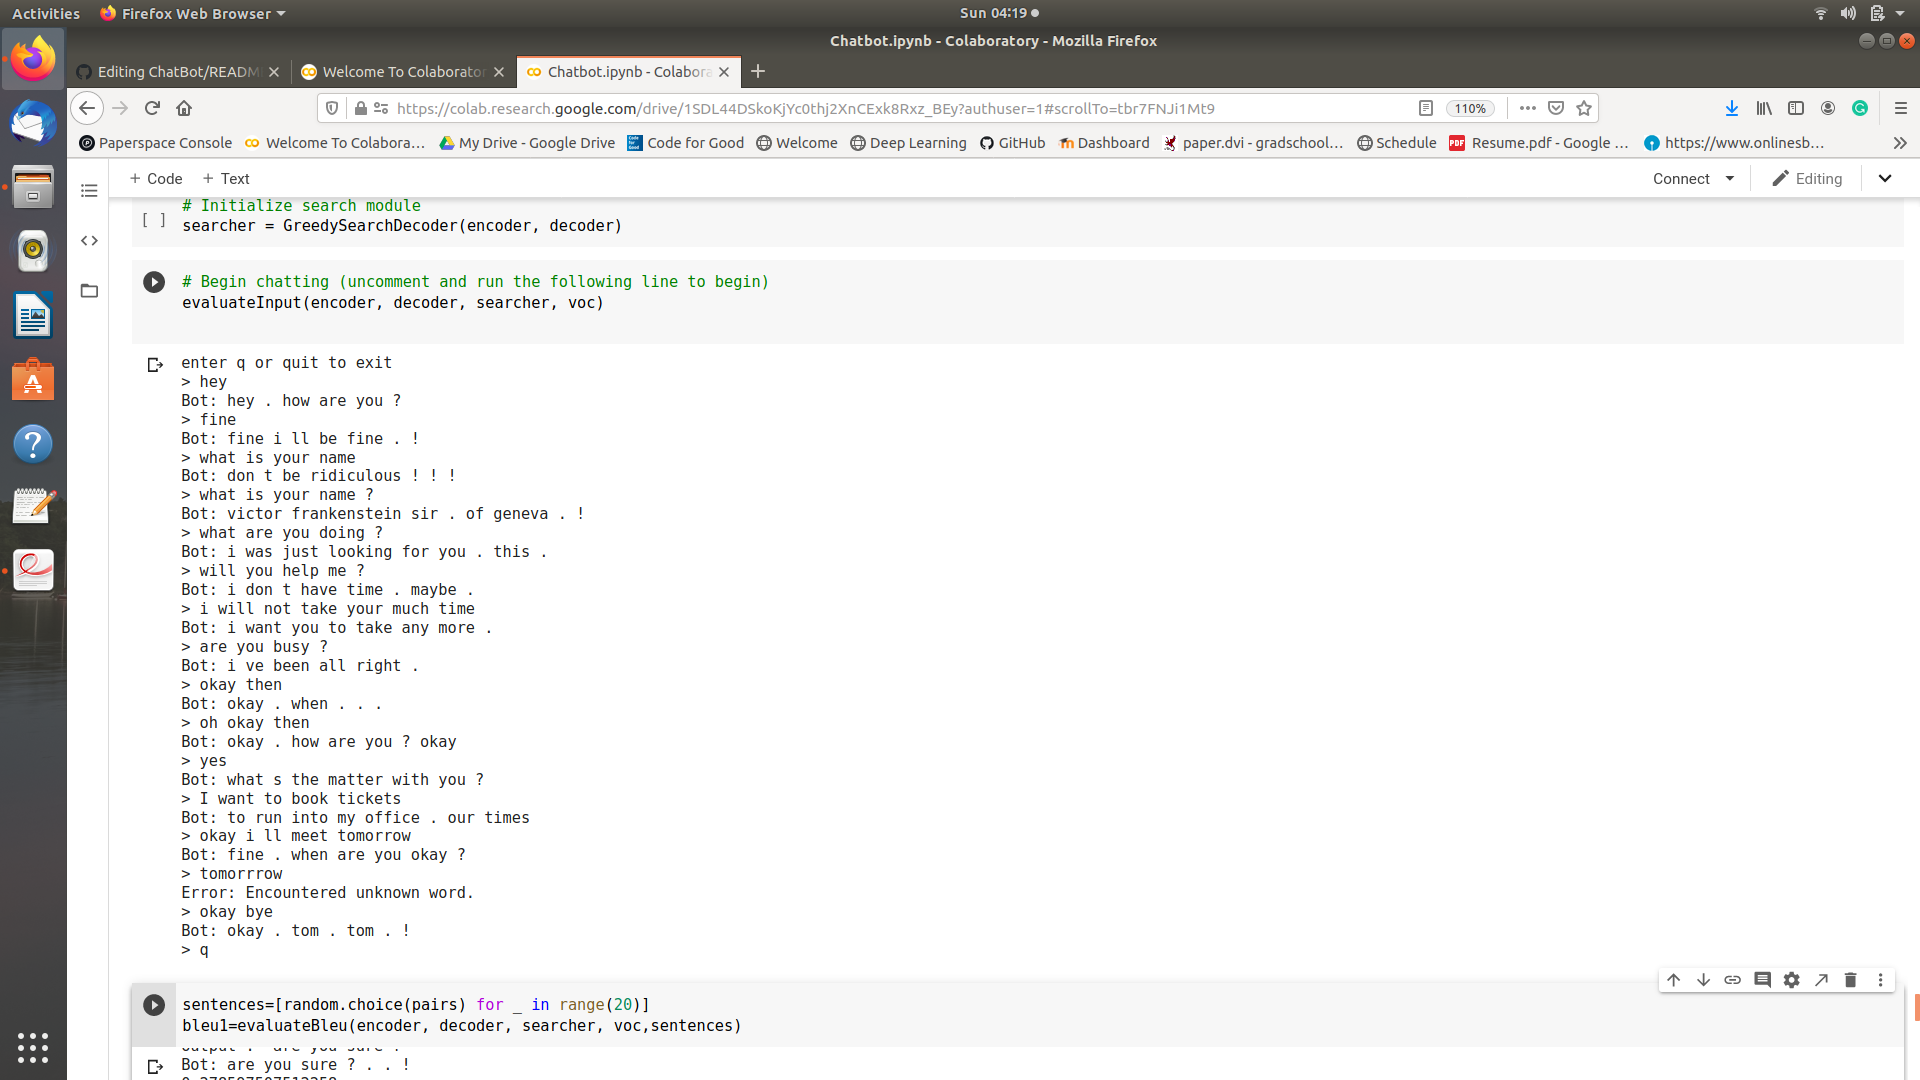 Activities Firefox Web Browser Sun 04:19
Chatbot.ipynb - Colaboratory - Mozilla Firefox
Editing ChatBot/READM Welcome To Colaborator Chatbot.ipynb - Colabora
https://colab.research.google.com/drive/1SDL44DSkoKjYc0thj2XnCExk8Rxz_BEy?authuser=1#scrollTo=tbr7FNJi1Mt9 110%
Paperspace Console Welcome To Colabora… My Drive - Google Drive Code for Good Welcome Deep Learning GitHub Dashboard paper.dvi - gradschool… Schedule Resume.pdf - Google … https://www.onlinesb…
+ Code + Text Connect Editing
# Initialize search module
[ ] searcher = GreedySearchDecoder(encoder, decoder)
# Begin chatting (uncomment and run the following line to begin)
evaluateInput(encoder, decoder, searcher, voc)
enter q or quit to exit
> hey
Bot: hey . how are you ?
> fine
Bot: fine i ll be fine . !
> what is your name
Bot: don t be ridiculous ! ! !
> what is your name ?
Bot: victor frankenstein sir . of geneva . !
> what are you doing ?
Bot: i was just looking for you . this .
> will you help me ?
Bot: i don t have time . maybe .
> i will not take your much time
Bot: i want you to take any more .
> are you busy ?
Bot: i ve been all right .
> okay then
Bot: okay . when . . .
> oh okay then
Bot: okay . how are you ? okay
> yes
Bot: what s the matter with you ?
> I want to book tickets
Bot: to run into my office . our times
> okay i ll meet tomorrow
Bot: fine . when are you okay ?
> tomorrrow
Error: Encountered unknown word.
> okay bye
Bot: okay . tom . tom . !
> q
sentences=[random.choice(pairs) for _ in range(20)]
bleu1=evaluateBleu(encoder, decoder, searcher, voc,sentences)
Bot: are you sure ? . . !